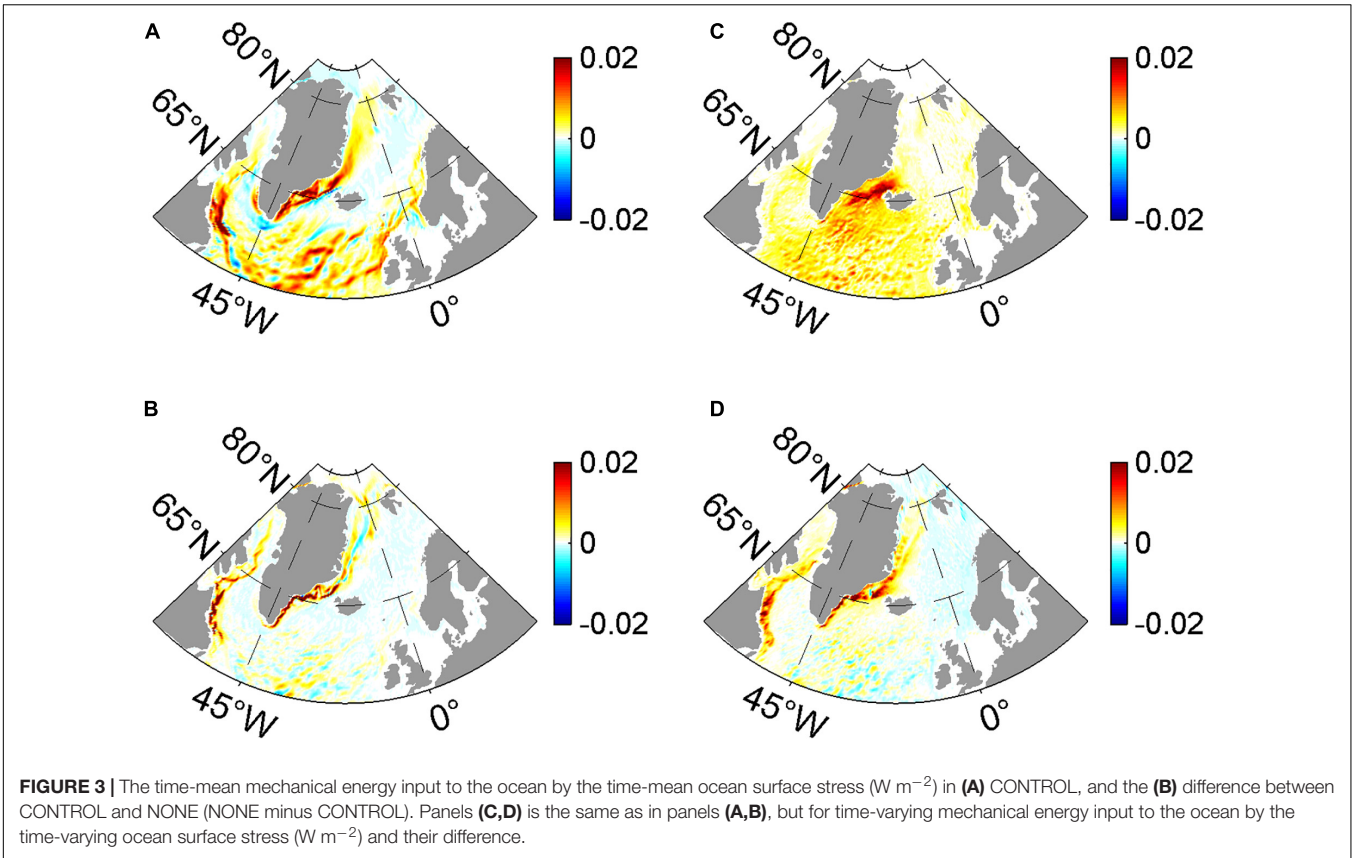 A
80°N
65°N
45°W
0°
0.02
0
-0.02
C
80°N
65°N
45°W
0°
0.02
0
-0.02
B
80°N
65°N
45°W
0°
0.02
0
-0.02
D
80°N
65°N
45°W
0°
0.02
0
-0.02
FIGURE 3 | The time-mean mechanical energy input to the ocean by the time-mean ocean surface stress (W m⁻²) in (A) CONTROL, and the (B) difference between
CONTROL and NONE (NONE minus CONTROL). Panels (C,D) is the same as in panels (A,B), but for time-varying mechanical energy input to the ocean by the
time-varying ocean surface stress (W m⁻²) and their difference.